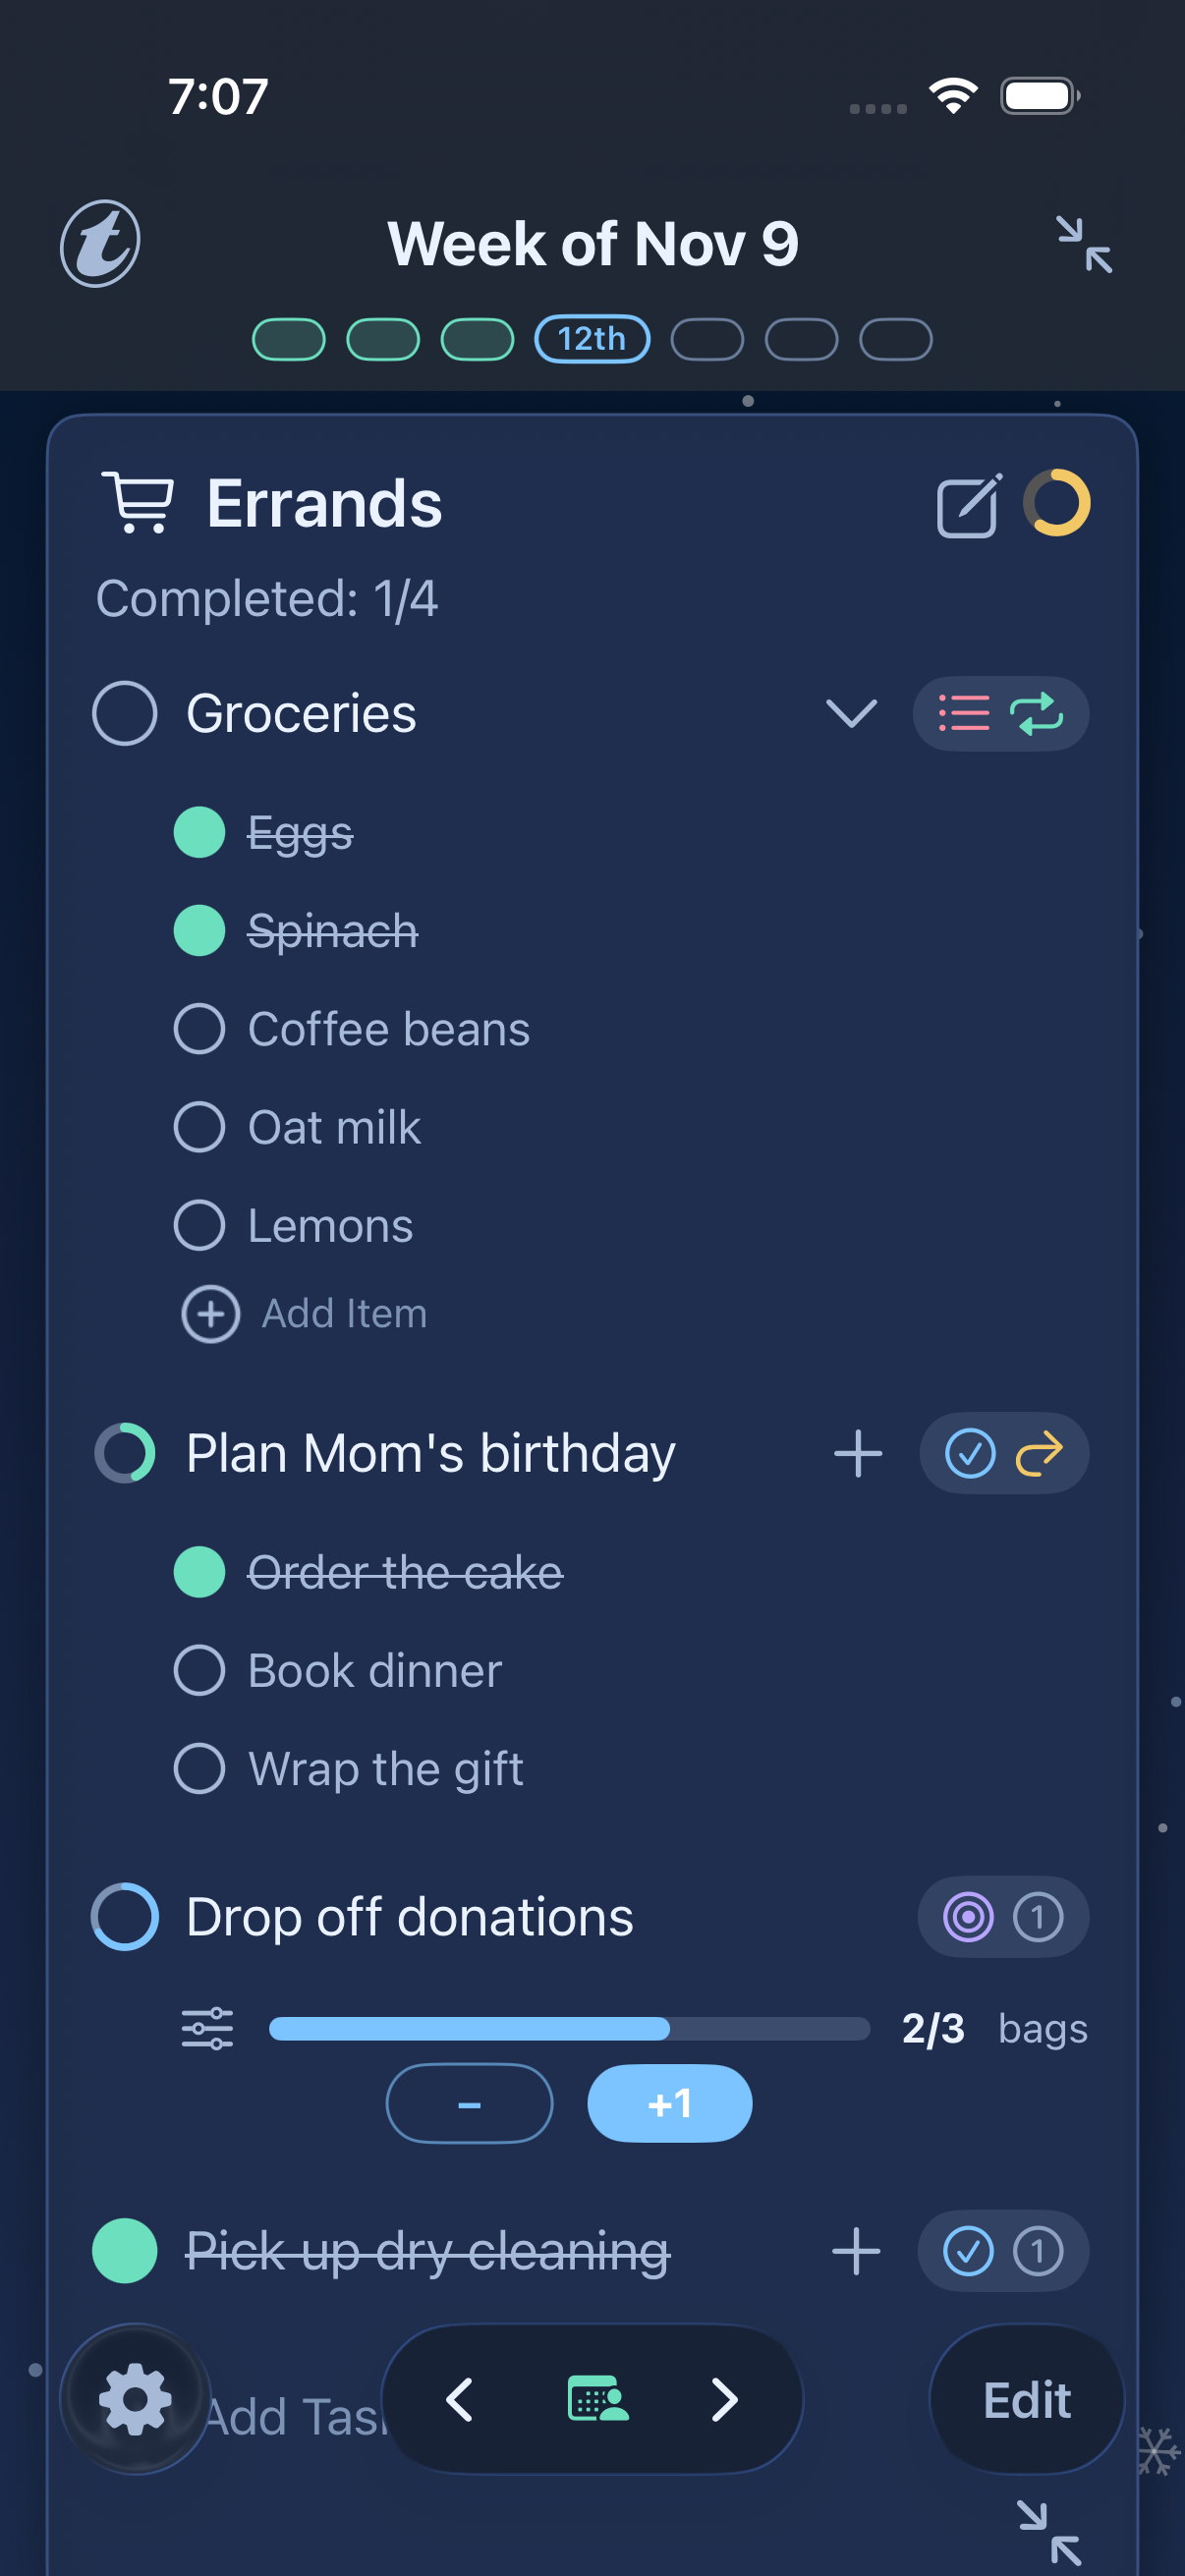 7:07
t
Week of Nov 9
12th
Errands
Completed: 1/4
Groceries
Eggs
Spinach
Coffee beans
Oat milk
Lemons
Add Item
Plan Mom's birthday
Order the cake
Book dinner
Wrap the gift
Drop off donations
1
2/3 bags
– +1
Pick up dry cleaning
1
Add Tas
Edit